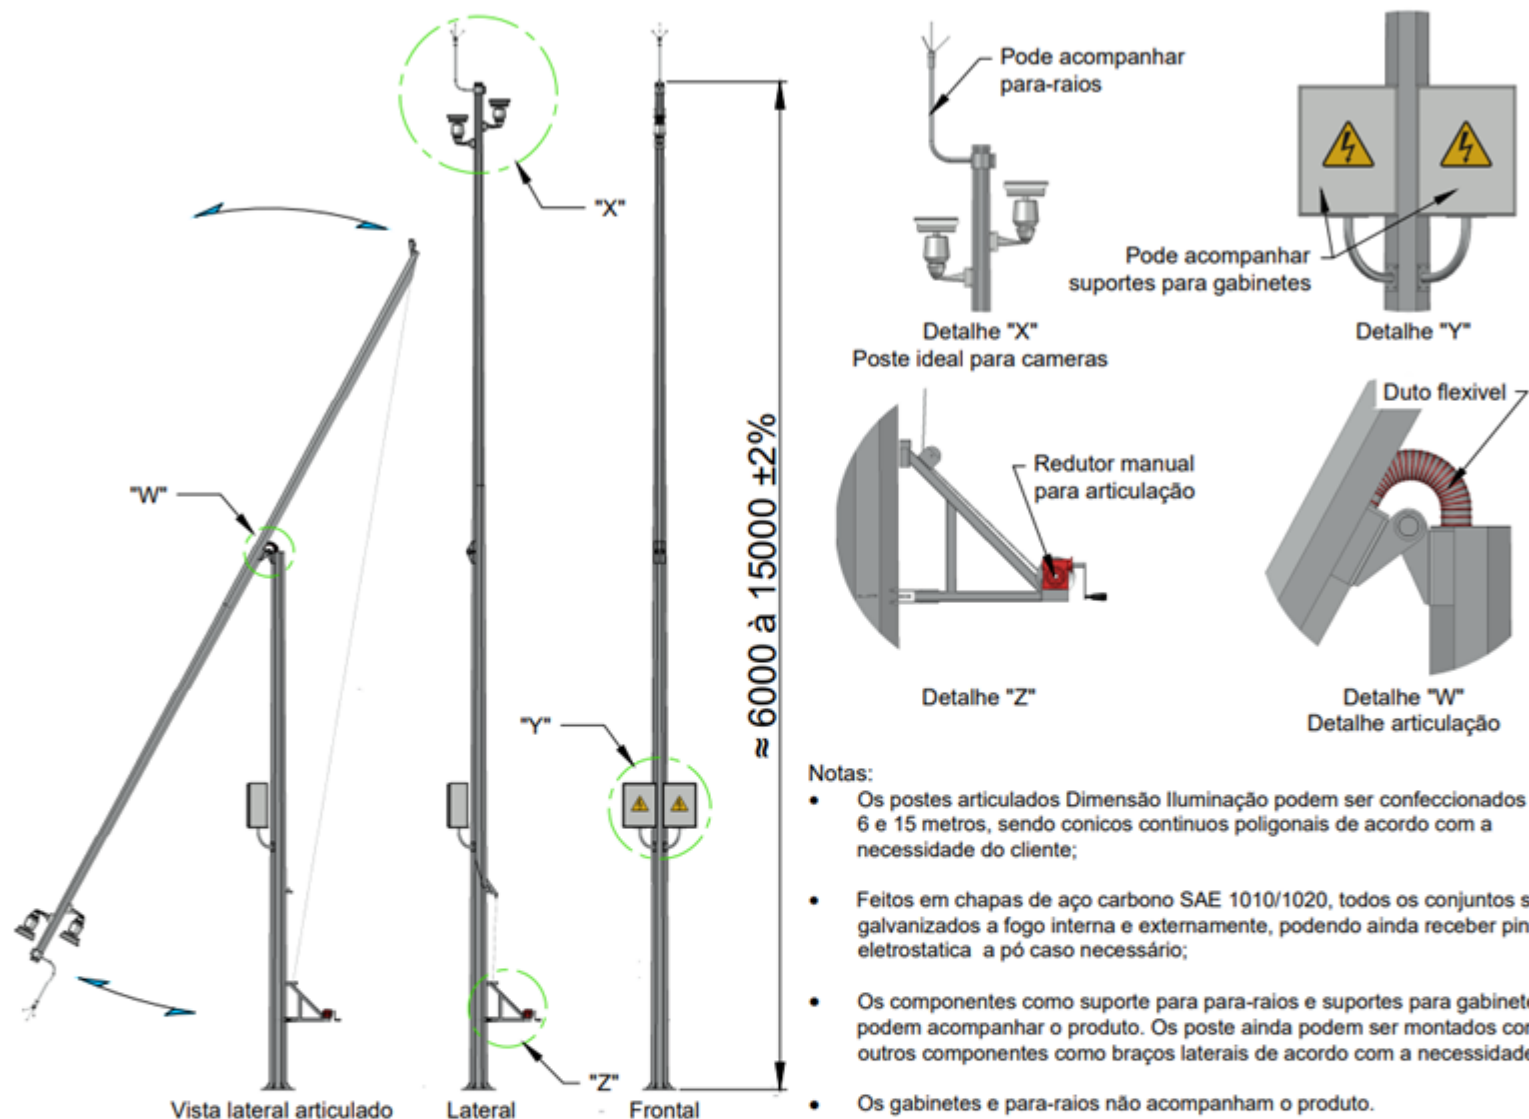 "X"
"W"
"Y"
"Z"
≈ 6000 à 15000 ±2%
Vista lateral articulado
Lateral
Frontal
Pode acompanhar
para-raios
Detalhe "X"
Poste ideal para cameras
Pode acompanhar
suportes para gabinetes
Detalhe "Y"
Redutor manual
para articulação
Detalhe "Z"
Duto flexivel
Detalhe "W"
Detalhe articulação
Notas:
• Os postes articulados Dimensão Iluminação podem ser confeccionados
6 e 15 metros, sendo conicos continuos poligonais de acordo com a
necessidade do cliente;
• Feitos em chapas de aço carbono SAE 1010/1020, todos os conjuntos s
galvanizados a fogo interna e externamente, podendo ainda receber pin
eletrostatica a pó caso necessário;
• Os componentes como suporte para para-raios e suportes para gabinete
podem acompanhar o produto. Os poste ainda podem ser montados con
outros componentes como braços laterais de acordo com a necessidade
• Os gabinetes e para-raios não acompanham o produto.